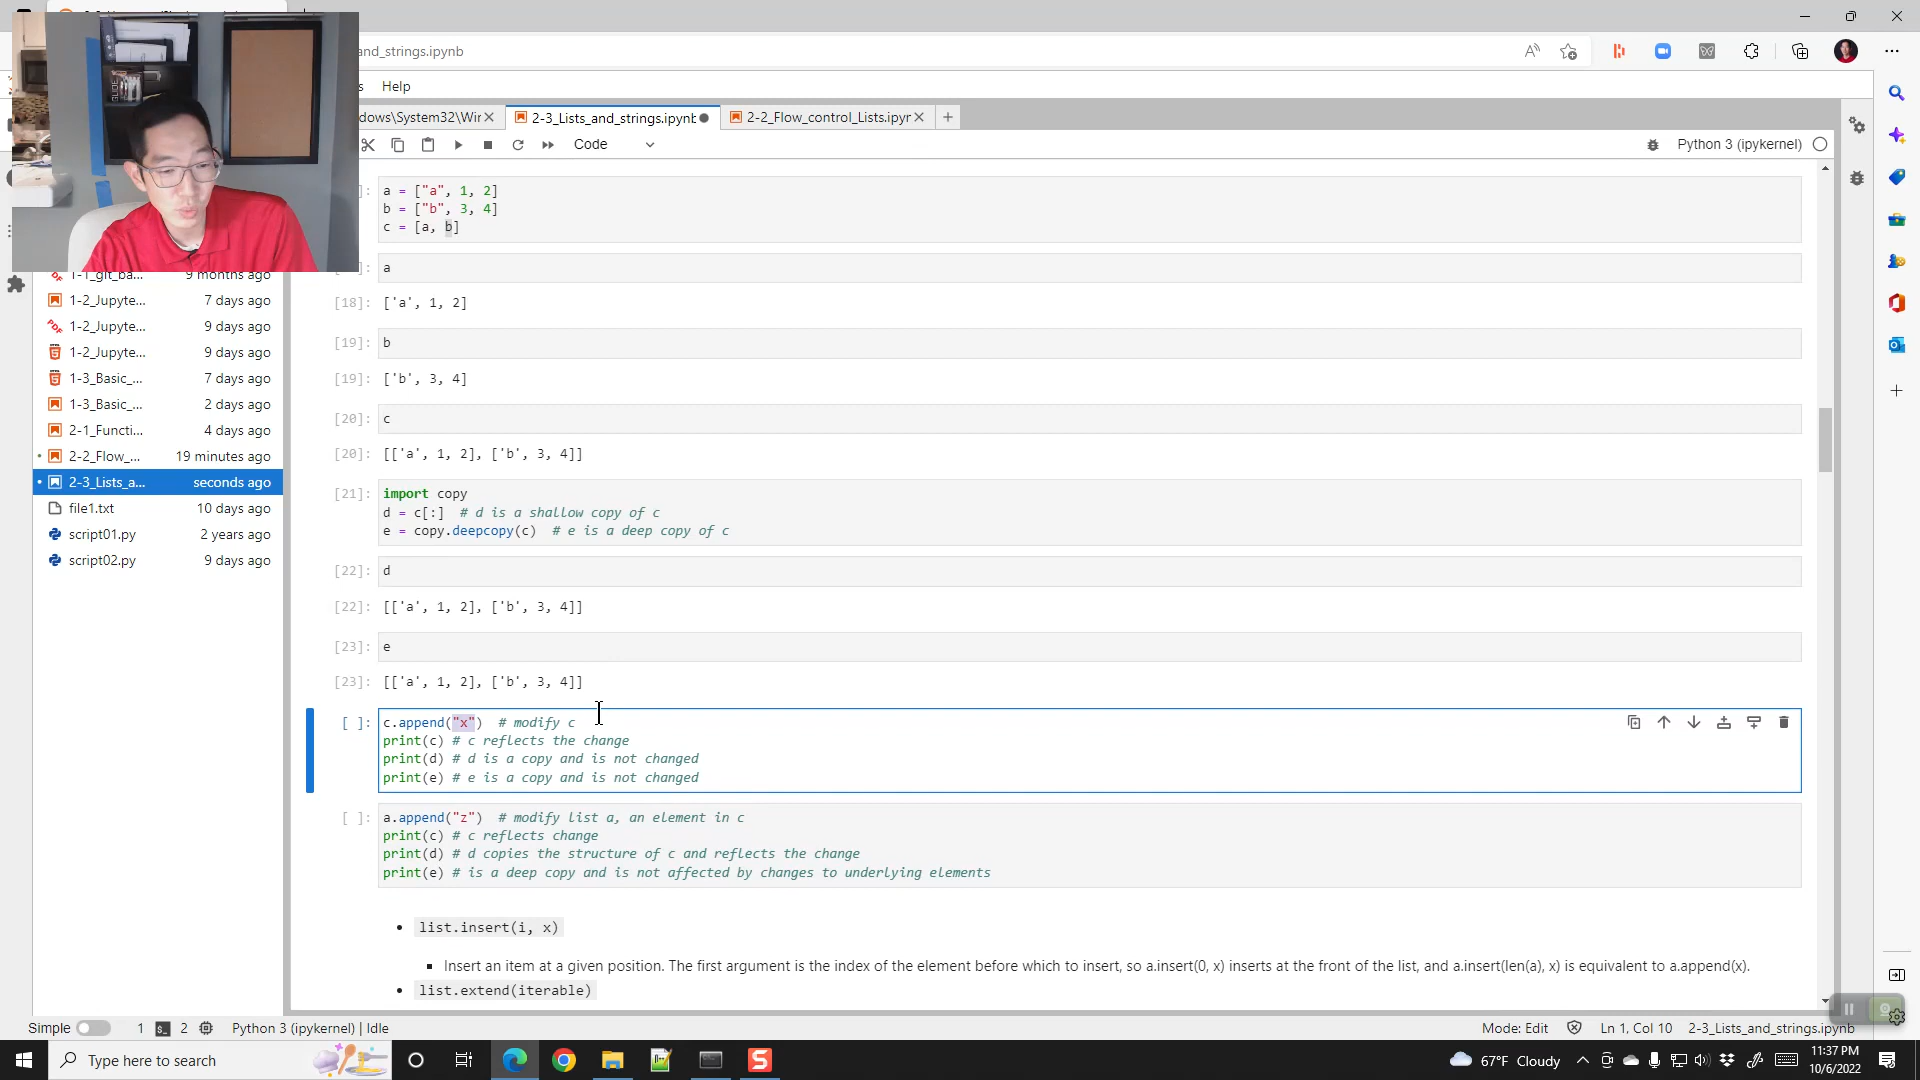 and_strings.ipynb
s Help
dows\System32\Wir
2-3_Lists_and_strings.ipynb
2-2_Flow_control_Lists.ipyr
Code
Python 3 (ipykernel)
a = ["a", 1, 2]
b = ["b", 3, 4]
c = [a, b]
a
[18]: ['a', 1, 2]
[19]: b
[19]: ['b', 3, 4]
[20]: c
[20]: [['a', 1, 2], ['b', 3, 4]]
[21]: import copy
d = c[:]  # d is a shallow copy of c
e = copy.deepcopy(c)  # e is a deep copy of c
[22]: d
[22]: [['a', 1, 2], ['b', 3, 4]]
[23]: e
[23]: [['a', 1, 2], ['b', 3, 4]]
[ ]: c.append("x")  # modify c
print(c) # c reflects the change
print(d) # d is a copy and is not changed
print(e) # e is a copy and is not changed
[ ]: a.append("z")  # modify list a, an element in c
print(c) # c reflects change
print(d) # d copies the structure of c and reflects the change
print(e) # is a deep copy and is not affected by changes to underlying elements
• list.insert(i, x)
▪ Insert an item at a given position. The first argument is the index of the element before which to insert, so a.insert(0, x) inserts at the front of the list, and a.insert(len(a), x) is equivalent to a.append(x).
• list.extend(iterable)
1-1_git_ba... 9 months ago
1-2_Jupyte... 7 days ago
1-2_Jupyte... 9 days ago
1-2_Jupyte... 9 days ago
1-3_Basic_... 7 days ago
1-3_Basic_... 2 days ago
2-1_Functi... 4 days ago
2-2_Flow_... 19 minutes ago
2-3_Lists_a... seconds ago
file1.txt 10 days ago
script01.py 2 years ago
script02.py 9 days ago
Simple 1 2 Python 3 (ipykernel) | Idle
Mode: Edit Ln 1, Col 10 2-3_Lists_and_strings.ipynb
Type here to search
67°F Cloudy
11:37 PM
10/6/2022